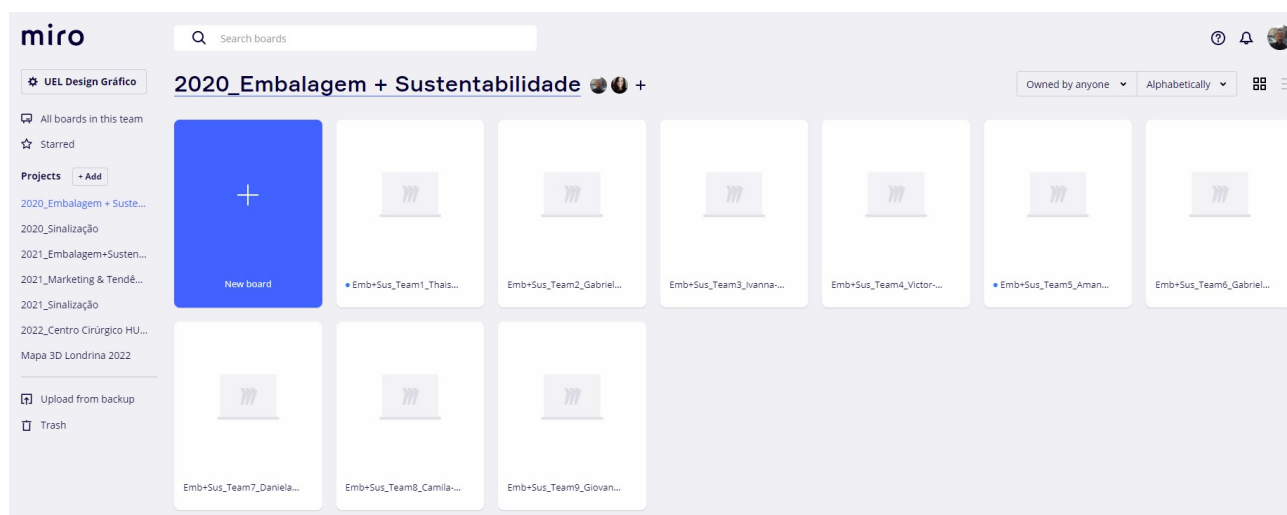 miro
Search boards
UEL Design Gráfico
2020_Embalagem + Sustentabilidade
Owned by anyone
Alphabetically
All boards in this team
Starred
Projects + Add
2020_Embalagem + Suste...
2020_Sinalização
2021_Embalagem+Susten...
2021_Marketing & Tendê...
2021_Sinalização
2022_Centro Cirúrgico HU...
Mapa 3D Londrina 2022
Upload from backup
Trash
New board
Emb+Sus_Team1_Thais...
Emb+Sus_Team2_Gabriel...
Emb+Sus_Team3_Ivanna-...
Emb+Sus_Team4_Victor-...
Emb+Sus_Team5_Aman...
Emb+Sus_Team6_Gabriel...
Emb+Sus_Team7_Daniela...
Emb+Sus_Team8_Camila-...
Emb+Sus_Team9_Giovan...